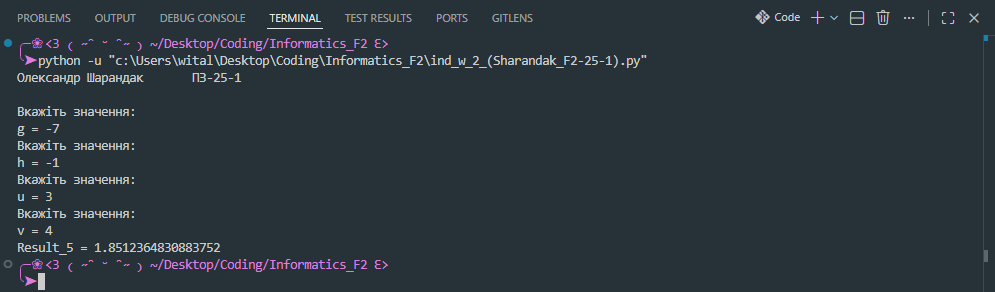 PROBLEMS OUTPUT DEBUG CONSOLE TERMINAL TEST RESULTS PORTS GITLENS Code
<3 ( ˶ˆ ᵕ ˆ˶ ) ~/Desktop/Coding/Informatics_F2 Ɛ>
python -u "c:\Users\wital\Desktop\Coding\Informatics_F2\ind_w_2_(Sharandak_F2-25-1).py"
Олександр Шарандак ПЗ-25-1
Вкажіть значення:
g = -7
Вкажіть значення:
h = -1
Вкажіть значення:
u = 3
Вкажіть значення:
v = 4
Result_5 = 1.8512364830883752
<3 ( ˶ˆ ᵕ ˆ˶ ) ~/Desktop/Coding/Informatics_F2 Ɛ>